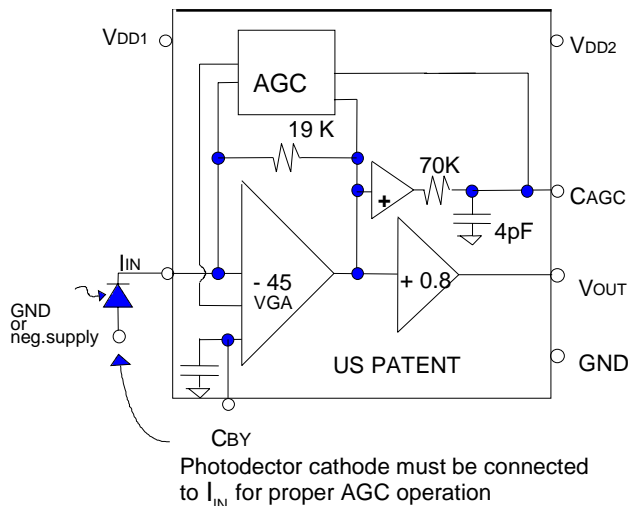 VDD1
VDD2
AGC
19 K
70K
+
CAGC
4pF
IIN
- 45
VGA
+ 0.8
VOUT
GND
or
neg.supply
US PATENT
GND
CBY
Photodector cathode must be connected
to IIN for proper AGC operation